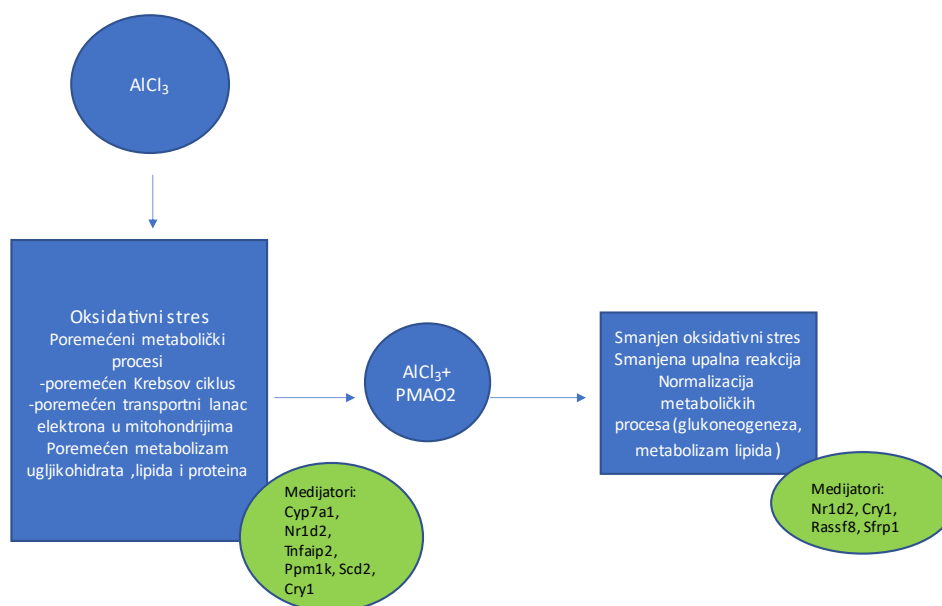 AlCl₃
Oksidativni stres
Poremećeni metabolički
procesi
-poremećen Krebsov ciklus
-poremećen transportni lanac
elektrona u mitohondrijima
Poremećen metabolizam
ugljikohidrata ,lipida i proteina
Medijatori:
Cyp7a1,
Nr1d2,
Tnfaip2,
Ppm1k, Scd2,
Cry1
AlCl₃+
PMAO2
Smanjen oksidativni stres
Smanjena upalna reakcija
Normalizacija
metaboličkih
procesa (glukoneogeneza,
metabolizam lipida )
Medijatori:
Nr1d2, Cry1,
Rassf8, Sfrp1